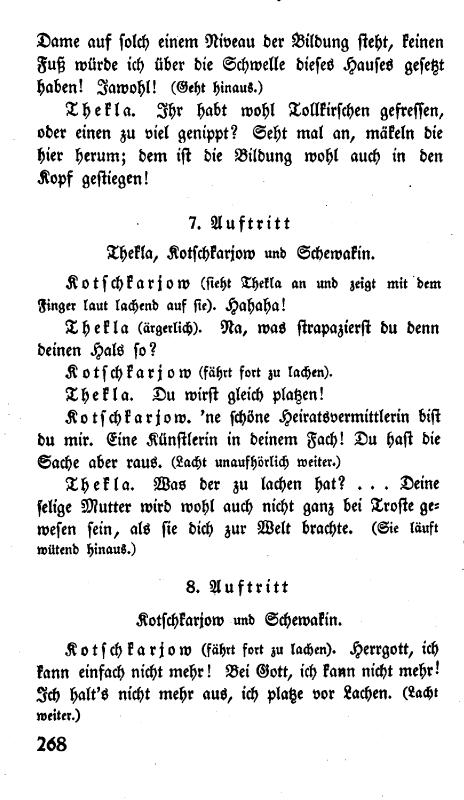 Dame auf solch einem Niveau der Bildung steht, keinen
Fuß würde ich über die Schwelle dieses Hauses gesetzt
haben! Jawohl! (Geht hinaus.)
Thekla. Ihr habt wohl Tollkirschen gefressen,
oder einen zu viel genippt? Seht mal an, mäkeln die
hier herum; dem ist die Bildung wohl auch in den
Kopf gestiegen!
7. Auftritt
Thekla, Kotschkarjow und Schewakin.
Kotschkarjow (sieht Thekla an und zeigt mit dem
Finger laut lachend auf sie). Hahaha!
Thekla (ärgerlich). Na, was strapazierst du denn
deinen Hals so?
Kotschkarjow (fährt fort zu lachen).
Thekla. Du wirst gleich platzen!
Kotschkarjow. 'ne schöne Heiratsvermittlerin bist
du mir. Eine Künstlerin in deinem Fach! Du hast die
Sache aber raus. (Lacht unaufhörlich weiter.)
Thekla. Was der zu lachen hat? . . . Deine
selige Mutter wird wohl auch nicht ganz bei Troste ge-
wesen sein, als sie dich zur Welt brachte. (Sie läuft
wütend hinaus.)
8. Auftritt
Kotschkarjow und Schewakin.
Kotschkarjow (fährt fort zu lachen). Herrgott, ich
kann einfach nicht mehr! Bei Gott, ich kann nicht mehr!
Ich halt's nicht mehr aus, ich platze vor Lachen. (Lacht
weiter.)
268